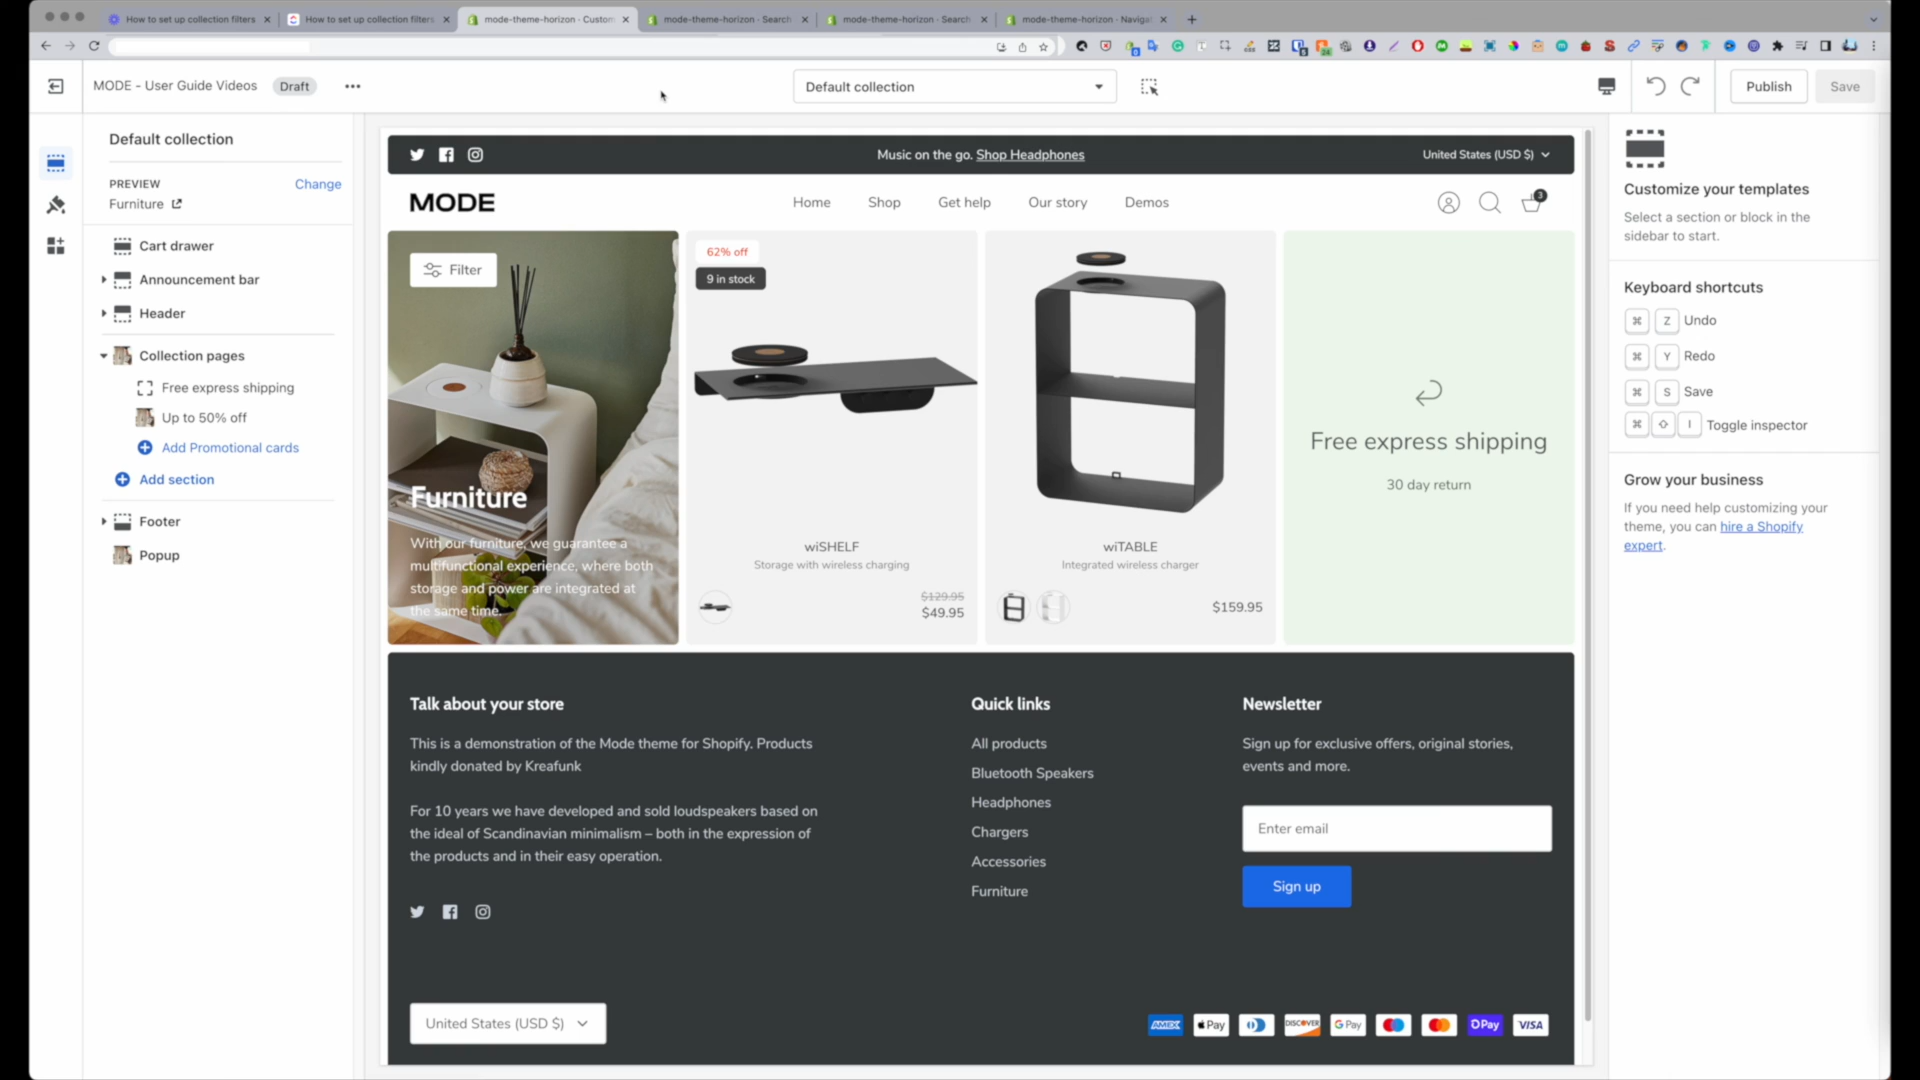 How to set up collection filters
How to set up collection filters
mode-theme-horizon · Custom
mode-theme-horizon · Search
mode-theme-horizon · Search
mode-theme-horizon · Navigat
MODE - User Guide Videos
Draft
Default collection
Publish
Save
Default collection
PREVIEW
Change
Furniture
Cart drawer
Announcement bar
Header
Collection pages
Free express shipping
Up to 50% off
Add Promotional cards
Add section
Footer
Popup
Music on the go. Shop Headphones
United States (USD $)
MODE
Home
Shop
Get help
Our story
Demos
3
Filter
Furniture
With our furniture, we guarantee a
multifunctional experience, where both
storage and power are integrated at
the same time.
62% off
9 in stock
wiSHELF
Storage with wireless charging
$129.95
$49.95
wiTABLE
Integrated wireless charger
$159.95
Free express shipping
30 day return
Talk about your store
This is a demonstration of the Mode theme for Shopify. Products
kindly donated by Kreafunk
For 10 years we have developed and sold loudspeakers based on
the ideal of Scandinavian minimalism – both in the expression of
the products and in their easy operation.
Quick links
All products
Bluetooth Speakers
Headphones
Chargers
Accessories
Furniture
Newsletter
Sign up for exclusive offers, original stories,
events and more.
Enter email
Sign up
United States (USD $)
AMEX
Pay
DISCOVER
G Pay
OPay
VISA
Customize your templates
Select a section or block in the
sidebar to start.
Keyboard shortcuts
⌘ Z Undo
⌘ Y Redo
⌘ S Save
⌘ ⇧ I Toggle inspector
Grow your business
If you need help customizing your
theme, you can hire a Shopify
expert.